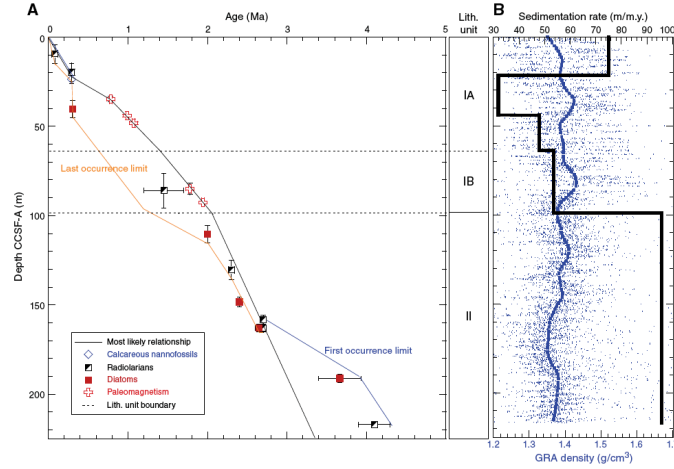 A
Age (Ma)
0
1
2
3
4
5
Depth CCSF-A (m)
0
50
100
150
200
Last occurrence limit
First occurrence limit
Most likely relationship
Calcareous nannofossils
Radiolarians
Diatoms
Paleomagnetism
Lith. unit boundary
Lith.
unit
IA
IB
II
B
Sedimentation rate (m/m.y.)
30
40
50
60
70
80
90
100
1.2
1.3
1.4
1.5
1.6
1.7
GRA density (g/cm³)